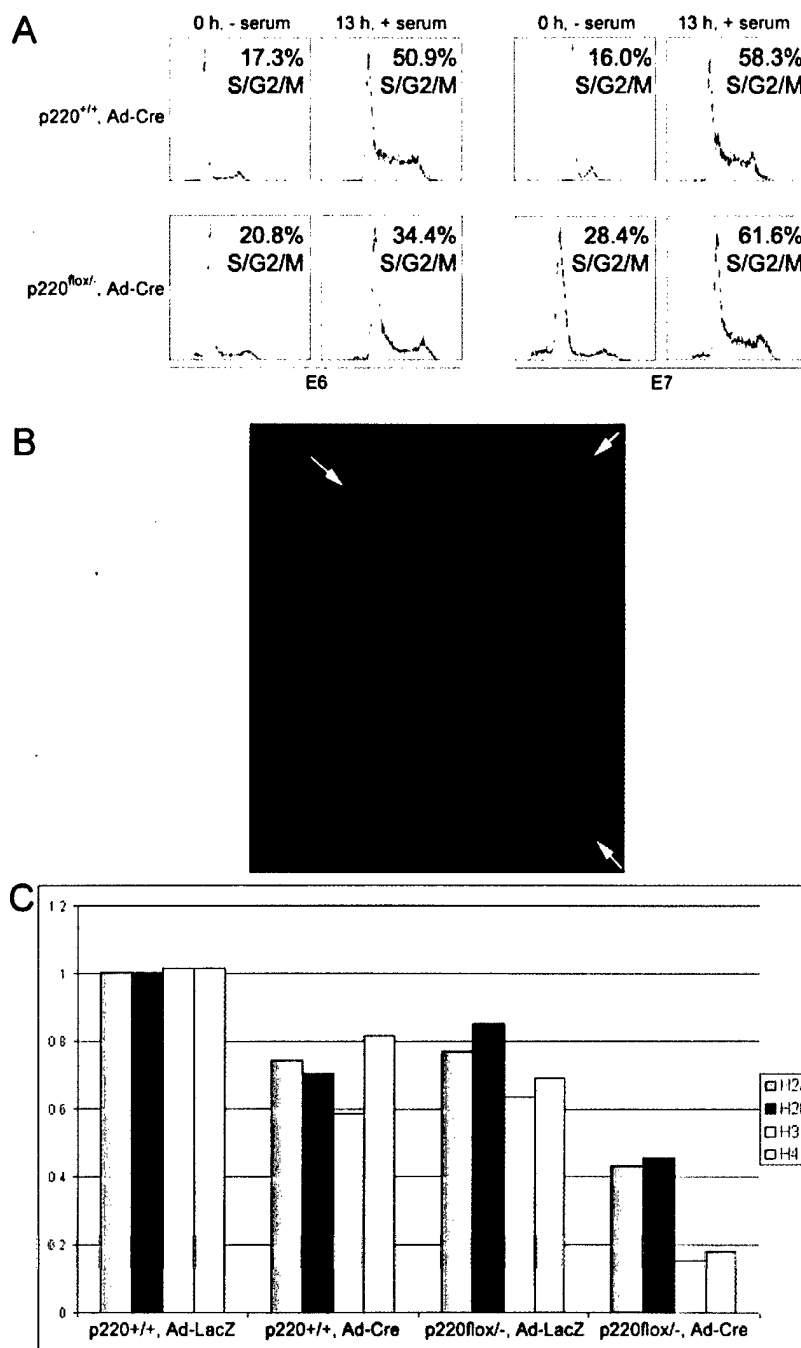 A
0 h, - serum 13 h, + serum 0 h, - serum 13 h, + serum
p220+/+, Ad-Cre
17.3% S/G2/M
50.9% S/G2/M
16.0% S/G2/M
58.3% S/G2/M
p220flox/-, Ad-Cre
20.8% S/G2/M
34.4% S/G2/M
28.4% S/G2/M
61.6% S/G2/M
E6 E7
B
C
1.2
1
0.8
0.6
0.4
0.2
0
H3
H4
p220+/+, Ad-LacZ p220+/+, Ad-Cre p220flox/-, Ad-LacZ p220flox/-, Ad-Cre